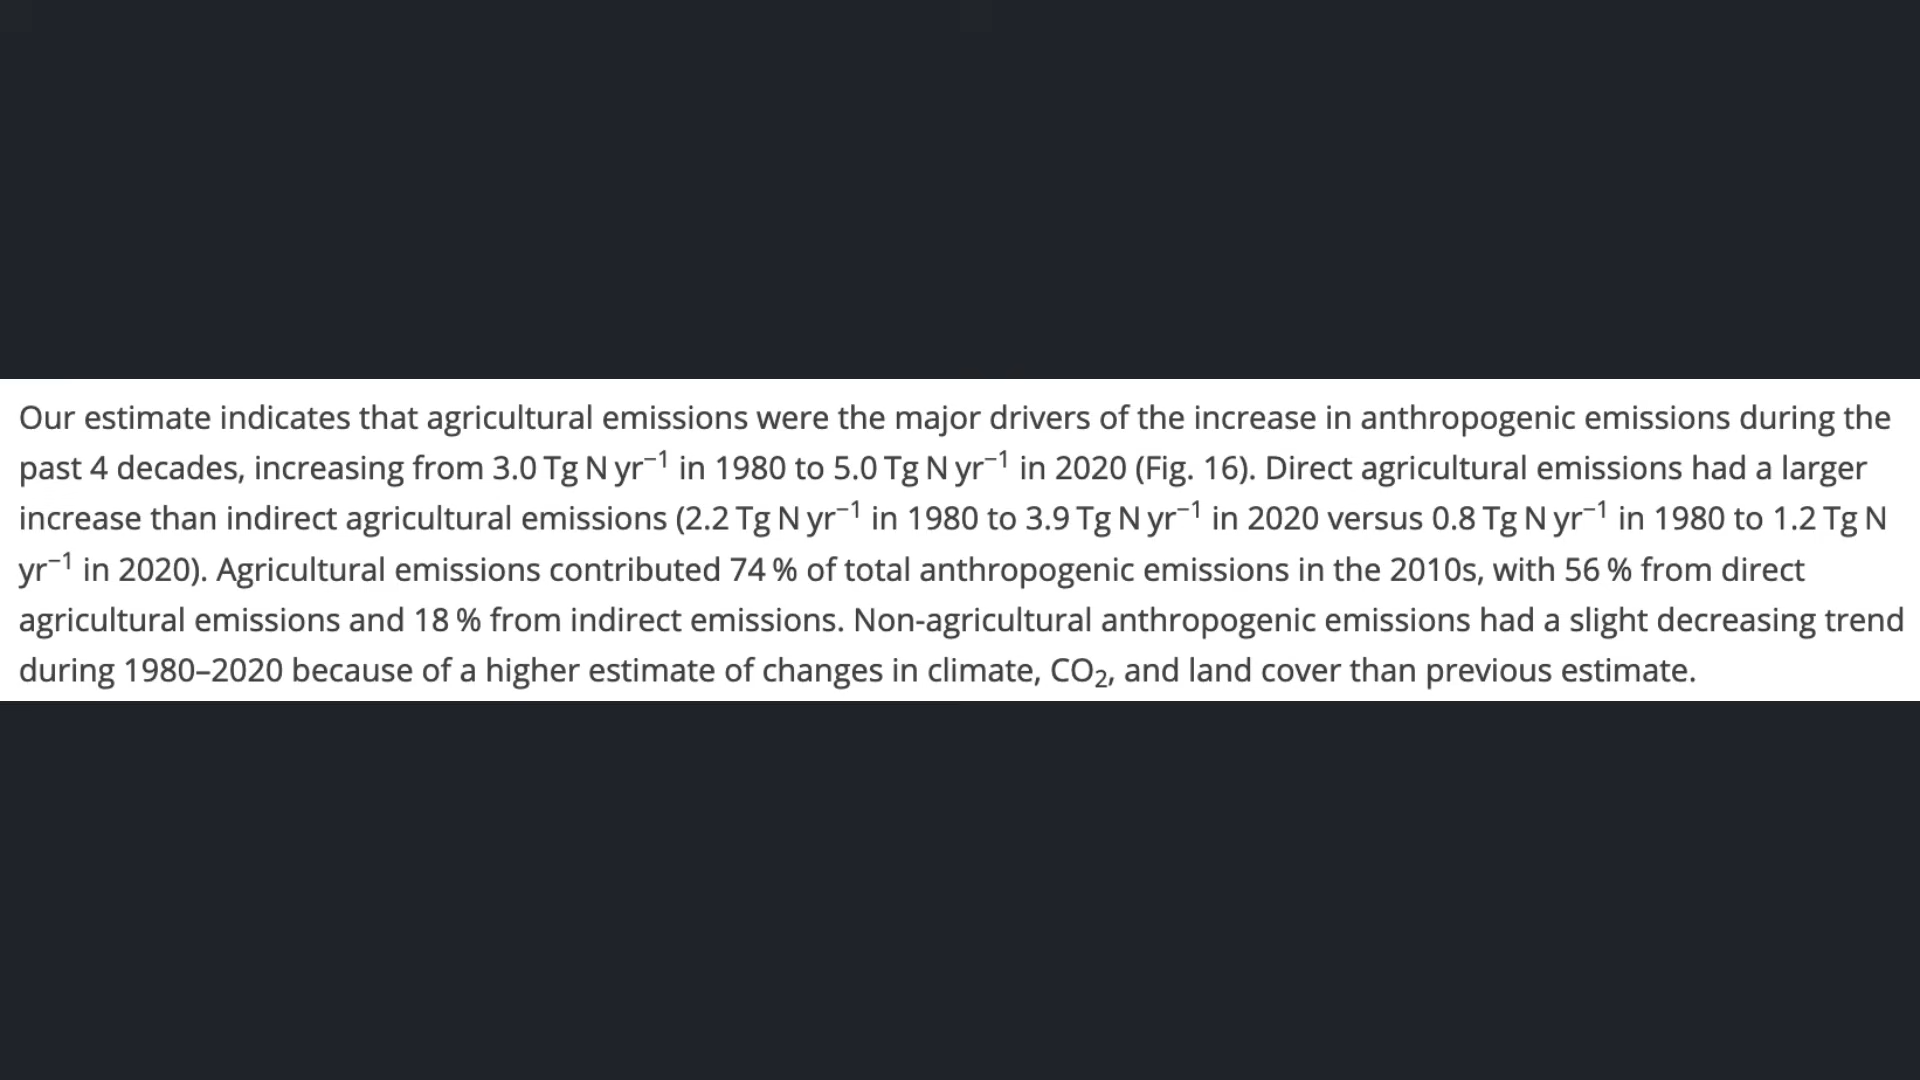 Our estimate indicates that agricultural emissions were the major drivers of the increase in anthropogenic emissions during the
past 4 decades, increasing from 3.0 Tg N yr⁻¹ in 1980 to 5.0 Tg N yr⁻¹ in 2020 (Fig. 16). Direct agricultural emissions had a larger
increase than indirect agricultural emissions (2.2 Tg N yr⁻¹ in 1980 to 3.9 Tg N yr⁻¹ in 2020 versus 0.8 Tg N yr⁻¹ in 1980 to 1.2 Tg N
yr⁻¹ in 2020). Agricultural emissions contributed 74 % of total anthropogenic emissions in the 2010s, with 56 % from direct
agricultural emissions and 18 % from indirect emissions. Non-agricultural anthropogenic emissions had a slight decreasing trend
during 1980–2020 because of a higher estimate of changes in climate, CO₂, and land cover than previous estimate.